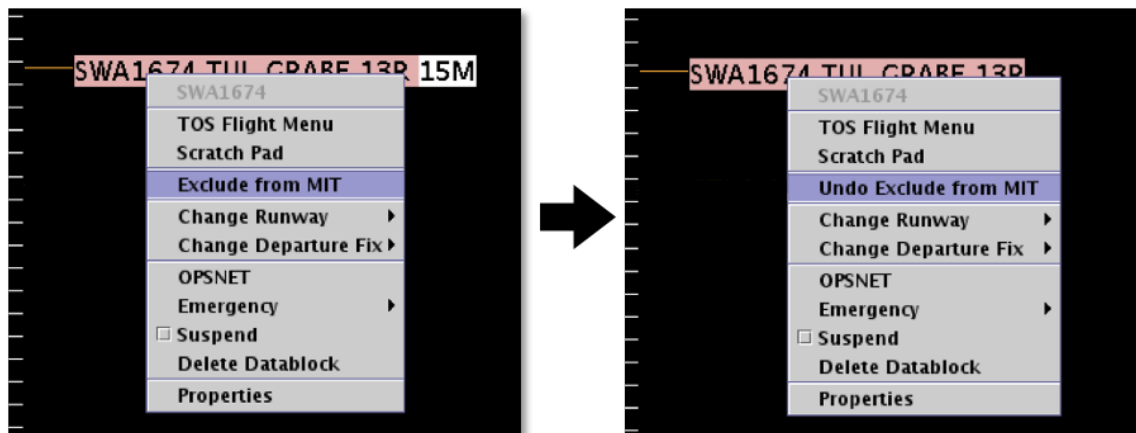 SWA1674 TUL GRABE 13R 15M
SWA1674
TOS Flight Menu
Scratch Pad
Exclude from MIT
Change Runway
Change Departure Fix
OPSNET
Emergency
Suspend
Delete Datablock
Properties
SWA1674 TUL GRABE 13R
SWA1674
TOS Flight Menu
Scratch Pad
Undo Exclude from MIT
Change Runway
Change Departure Fix
OPSNET
Emergency
Suspend
Delete Datablock
Properties